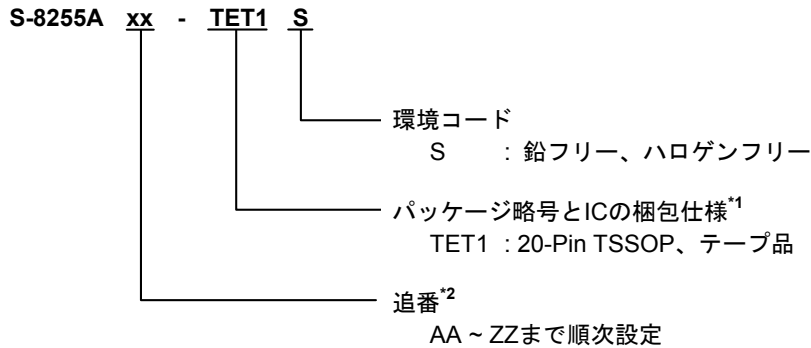 S-8255A xx - TET1 S
環境コード
S : 鉛フリー、ハロゲンフリー
パッケージ略号とICの梱包仕様*1
TET1 : 20-Pin TSSOP、テープ品
追番*2
AA ~ ZZまで順次設定